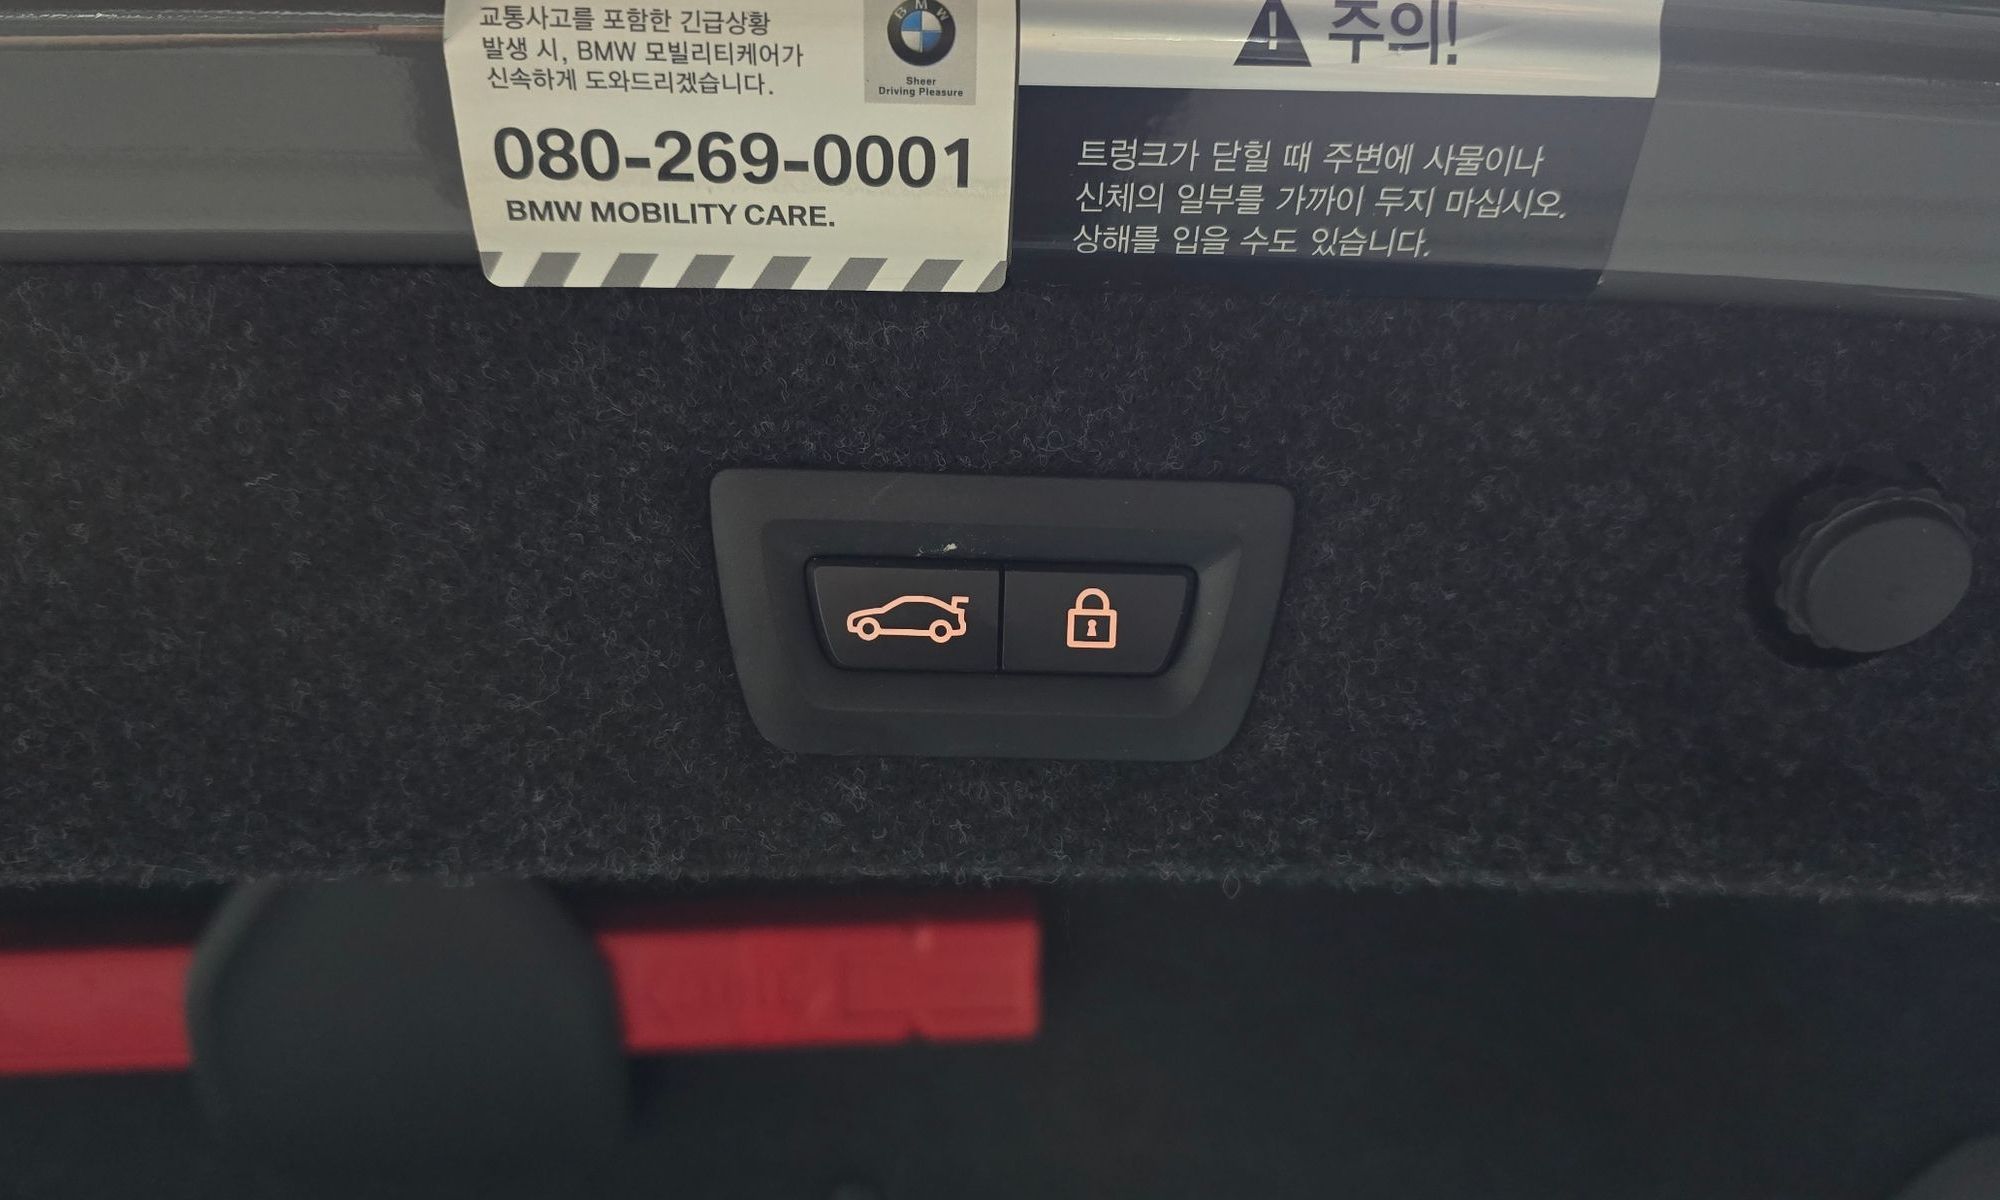 교통사고를 포함한 긴급상황
발생 시, BMW 모빌리티케어가
신속하게 도와드리겠습니다.
BMW
Sheer
Driving Pleasure
080-269-0001
BMW MOBILITY CARE.
주의!
트렁크가 닫힐 때 주변에 사물이나
신체의 일부를 가까이 두지 마십시오.
상해를 입을 수도 있습니다.